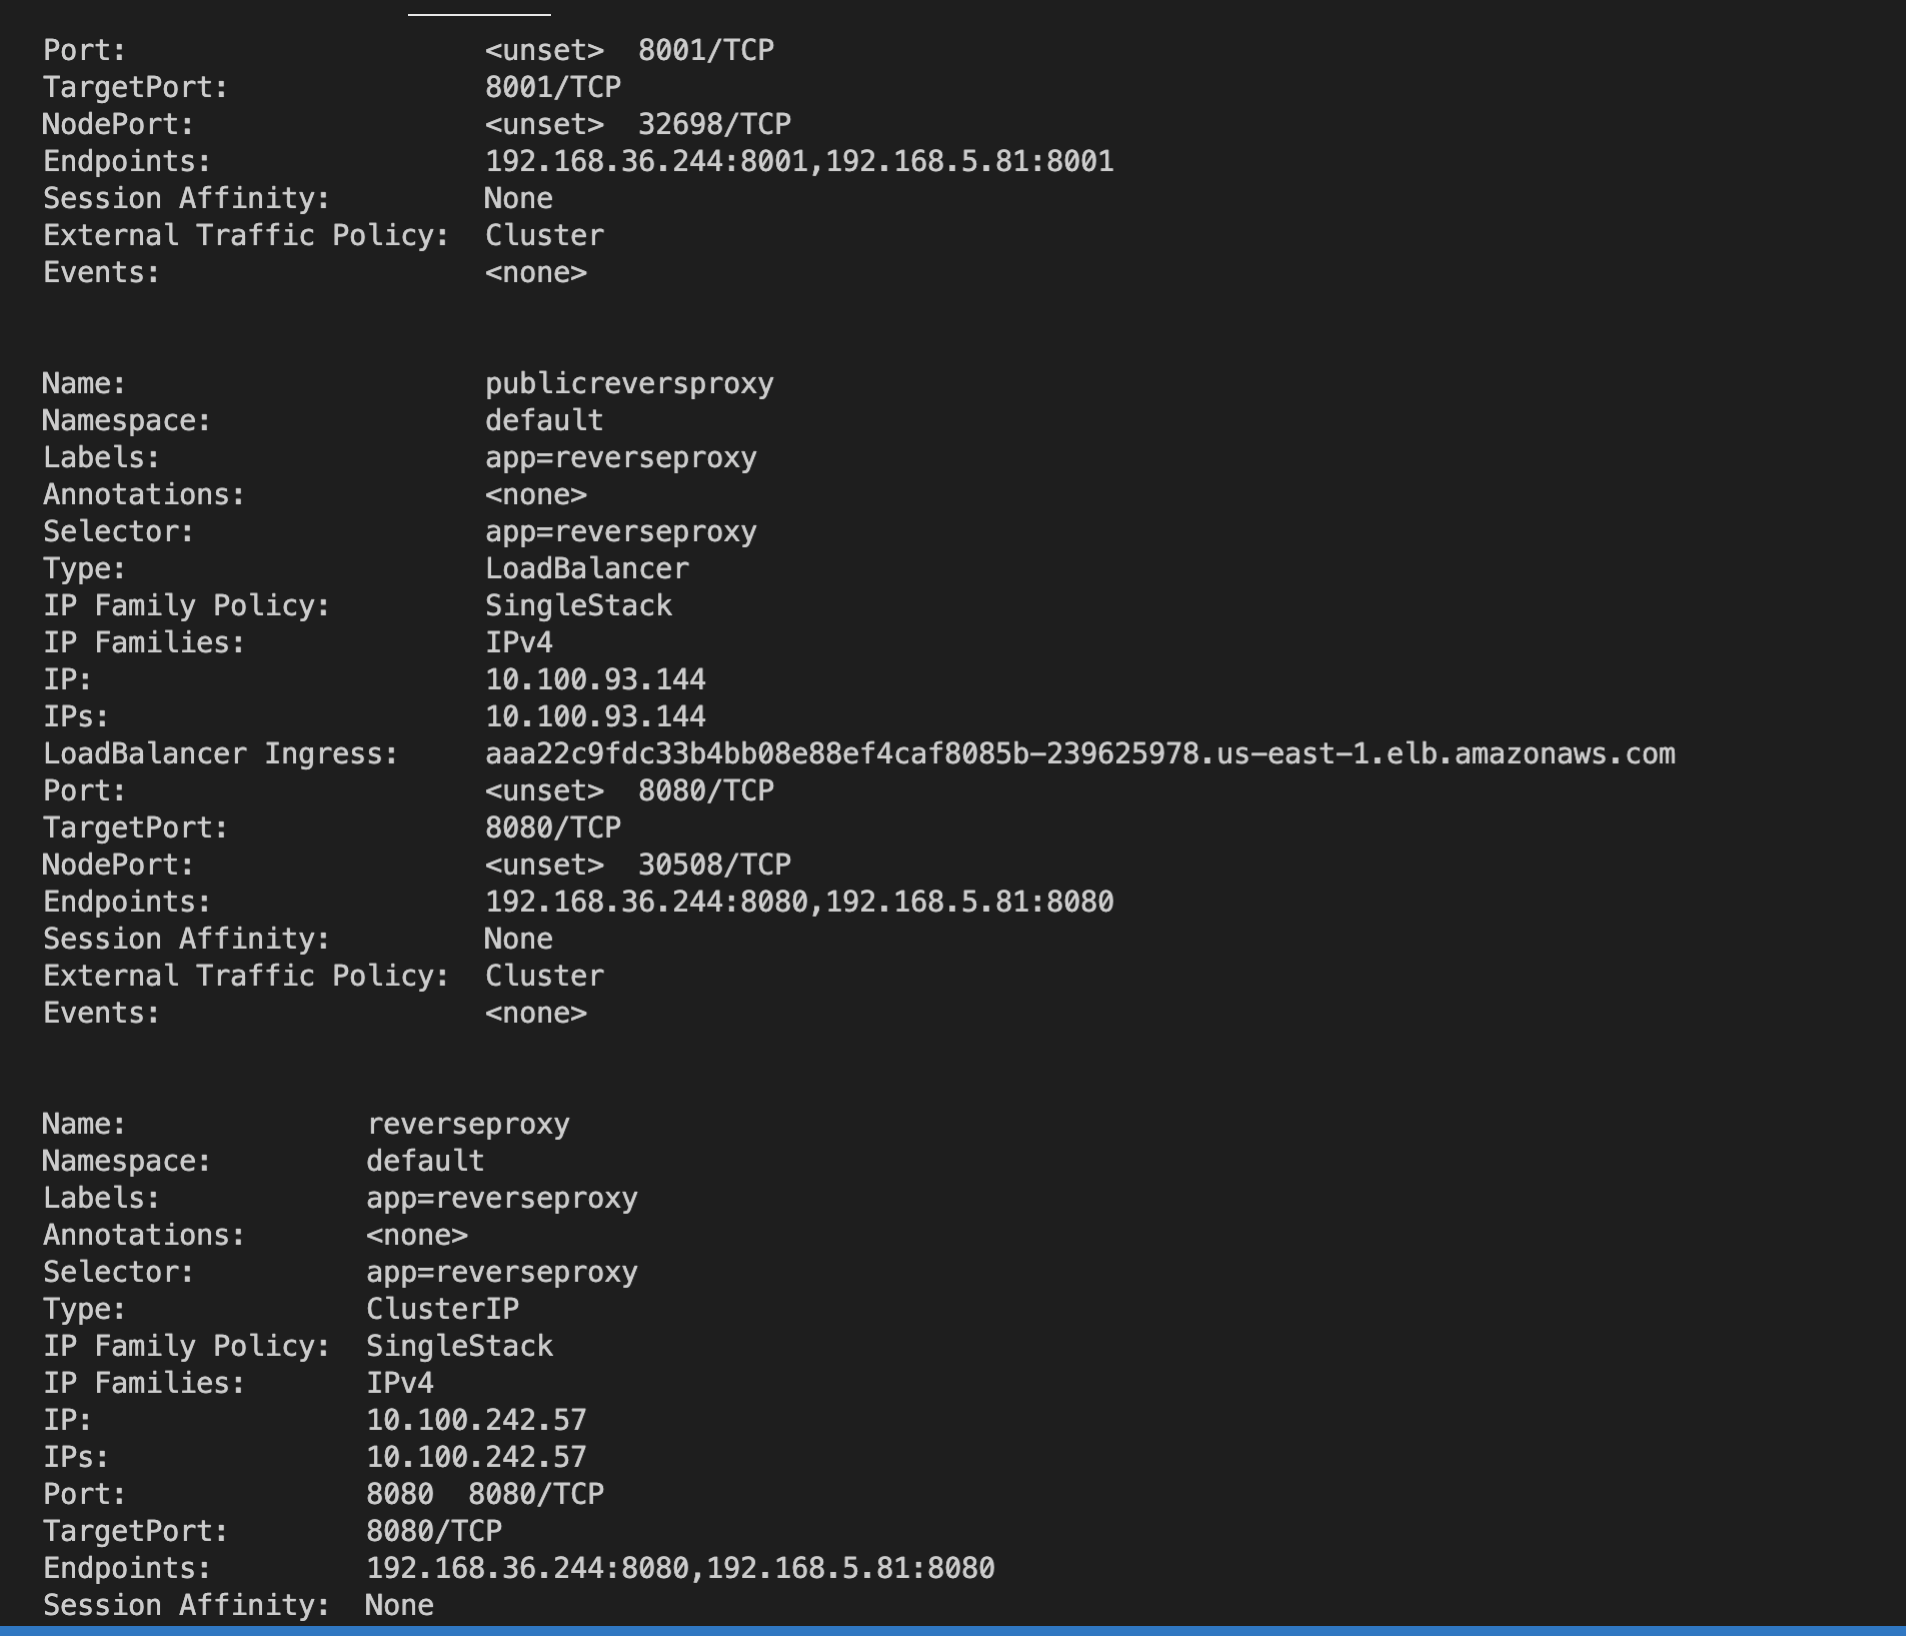 Port:                     <unset>  8001/TCP
TargetPort:               8001/TCP
NodePort:                 <unset>  32698/TCP
Endpoints:                192.168.36.244:8001,192.168.5.81:8001
Session Affinity:         None
External Traffic Policy:  Cluster
Events:                   <none>
Name:                     publicreversproxy
Namespace:                default
Labels:                   app=reverseproxy
Annotations:              <none>
Selector:                 app=reverseproxy
Type:                     LoadBalancer
IP Family Policy:         SingleStack
IP Families:              IPv4
IP:                       10.100.93.144
IPs:                      10.100.93.144
LoadBalancer Ingress:     aaa22c9fdc33b4bb08e88ef4caf8085b-239625978.us-east-1.elb.amazonaws.com
Port:                     <unset>  8080/TCP
TargetPort:               8080/TCP
NodePort:                 <unset>  30508/TCP
Endpoints:                192.168.36.244:8080,192.168.5.81:8080
Session Affinity:         None
External Traffic Policy:  Cluster
Events:                   <none>
Name:              reverseproxy
Namespace:         default
Labels:            app=reverseproxy
Annotations:       <none>
Selector:          app=reverseproxy
Type:              ClusterIP
IP Family Policy:  SingleStack
IP Families:       IPv4
IP:                10.100.242.57
IPs:               10.100.242.57
Port:              8080  8080/TCP
TargetPort:        8080/TCP
Endpoints:         192.168.36.244:8080,192.168.5.81:8080
Session Affinity:  None